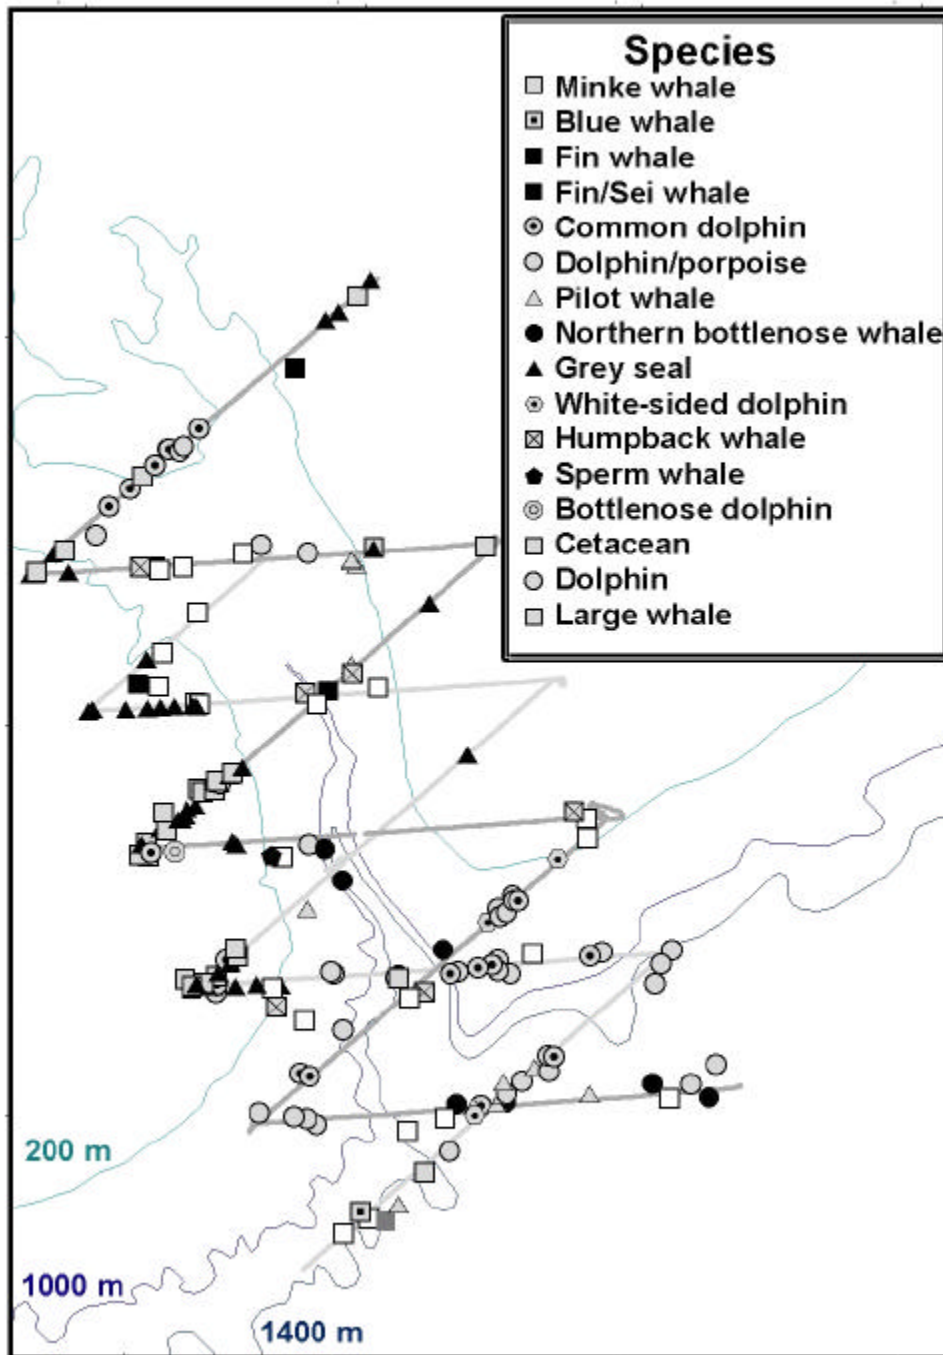 Species
Minke whale
Blue whale
Fin whale
Fin/Sei whale
Common dolphin
Dolphin/porpoise
Pilot whale
Northern bottlenose whale
Grey seal
White-sided dolphin
Humpback whale
Sperm whale
Bottlenose dolphin
Cetacean
Dolphin
Large whale
200 m
1000 m
1400 m